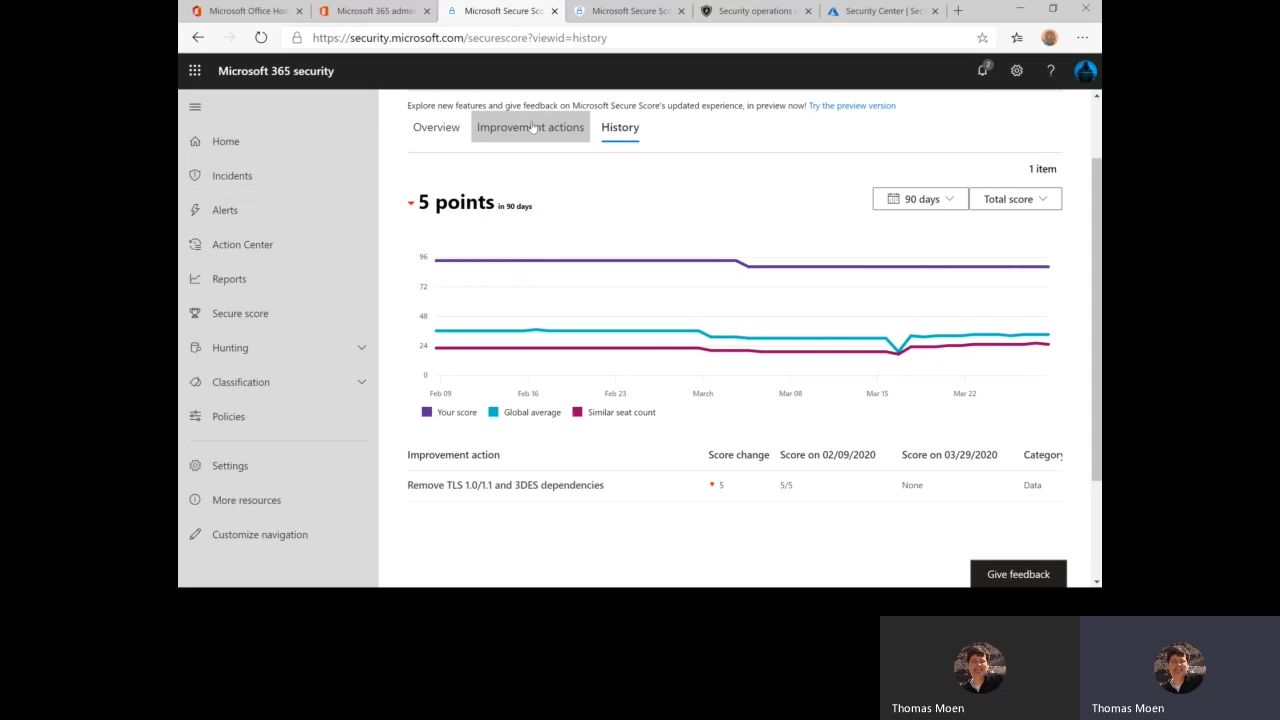 Microsoft Office Hom
Microsoft 365 admin
Microsoft Secure Sco
Microsoft Secure Sco
Security operations
Security Center | Sec
https://security.microsoft.com/securescore?viewid=history
Microsoft 365 security
2
?
Explore new features and give feedback on Microsoft Secure Score's updated experience, in preview now! Try the preview version
Overview
Improvement actions
History
1 item
5 points in 90 days
90 days
Total score
96
72
48
24
0
Feb 09
Feb 16
Feb 23
March
Mar 08
Mar 15
Mar 22
Your score
Global average
Similar seat count
Improvement action
Score change
Score on 02/09/2020
Score on 03/29/2020
Category
Remove TLS 1.0/1.1 and 3DES dependencies
5
5/5
None
Data
Home
Incidents
Alerts
Action Center
Reports
Secure score
Hunting
Classification
Policies
Settings
More resources
Customize navigation
Give feedback
Thomas Moen
Thomas Moen